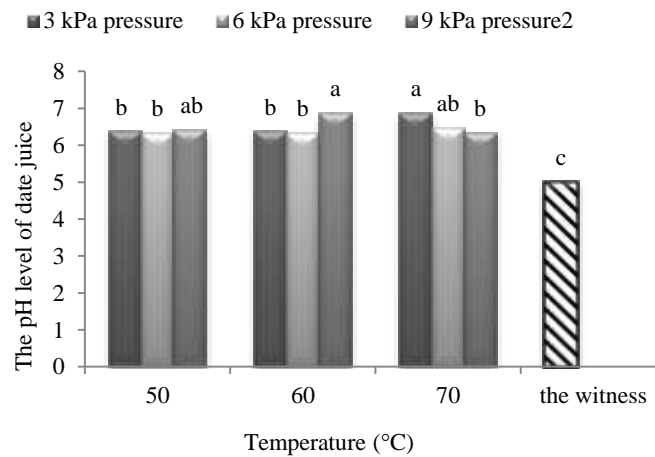 3 kPa pressure 6 kPa pressure 9 kPa pressure2
The pH level of date juice
8
7
6
5
4
3
2
1
0
b b ab b b a a ab b c
50 60 70 the witness
Temperature (°C)